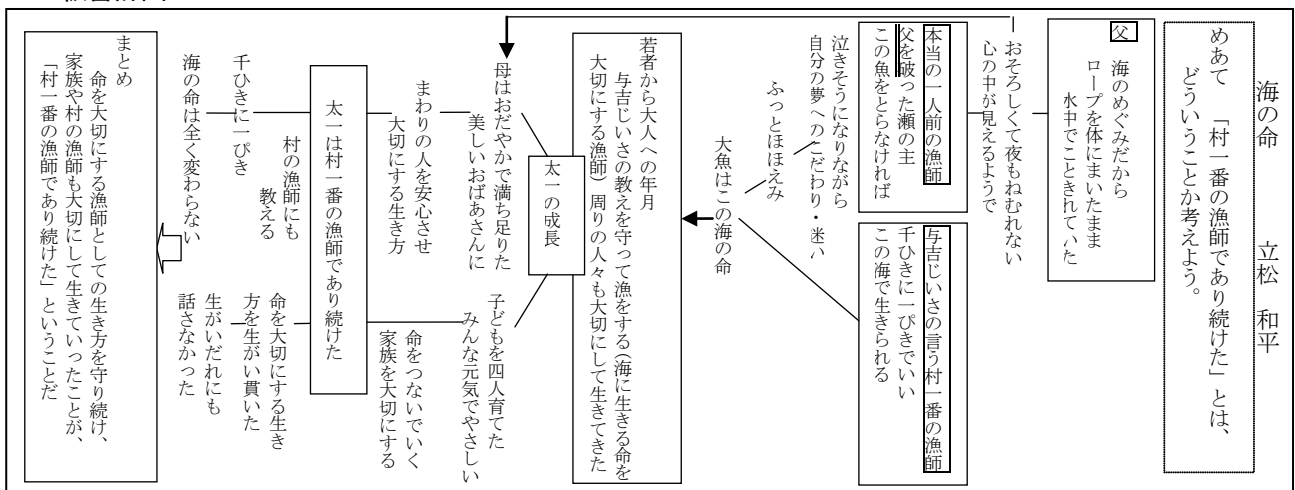 海の命　　　立松　和平
めあて　「村一番の漁師であり続けた」とは、
どういうことか考えよう。
父
海のめぐみだから
ロープを体にまいたまま
水中でこときれていた
おそろしくて夜もねむれない
心の中が見えるようで
本当の一人前の漁師
父を破った瀬の主
この魚をとらなければ
与吉じいさの言う村一番の漁師
千びきに一ぴきでいい
この海で生きられる
泣きそうになりながら
自分の夢へのこだわり・迷い
ふっとほほえみ
大魚はこの海の命
若者から大人への年月
与吉じいさの教えを守って漁をする（海に生きる命を
大切にする漁師）周りの人々も大切にして生きてきた
太一の成長
母はおだやかで満ち足りた
美しいおばあさんに
まわりの人を安心させ
大切にする生き方
子どもを四人育てた
みんな元気でやさしい
命をつないでいく
家族を大切にする
太一は村一番の漁師であり続けた
村の漁師にも
教える
千びきに一ぴき
海の命は全く変わらない
命を大切にする生き
方を生がい貫いた
生がいだれにも
話さなかった
まとめ
命を大切にする漁師としての生き方を守り続け、
家族や村の漁師も大切にして生きていったことが、
「村一番の漁師であり続けた」ということだ